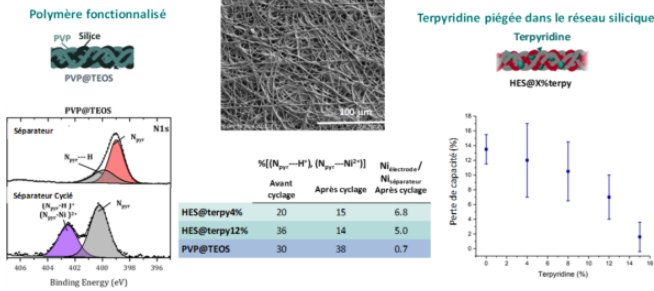 Polymère fonctionnalisé
PVP
Silice
PVP@TEOS
100 µm
Terpyridine piégée dans le réseau silicique
Terpyridine
HES@X%terpy
PVP@TEOS
Séparateur
N1s
Npyr
Npyr---H
Séparateur Cyclé
(Npyr-H)+
(Npyr-Ni)2+
Npyr
406 404 402 400 398 396
Binding Energy (eV)
%[(Npyr---H+), (Npyr---Ni2+)]
Niélectrode/
Niséparateur
Avant cyclage
Après cyclage
Après cyclage
HES@terpy4% 20 15 6.8
HES@terpy12% 36 14 5.0
PVP@TEOS 30 38 0.7
Perte de capacité (%)
18
16
14
12
10
8
6
4
2
0
0 2 4 6 8 10 12 14 16
Terpyridine (%)